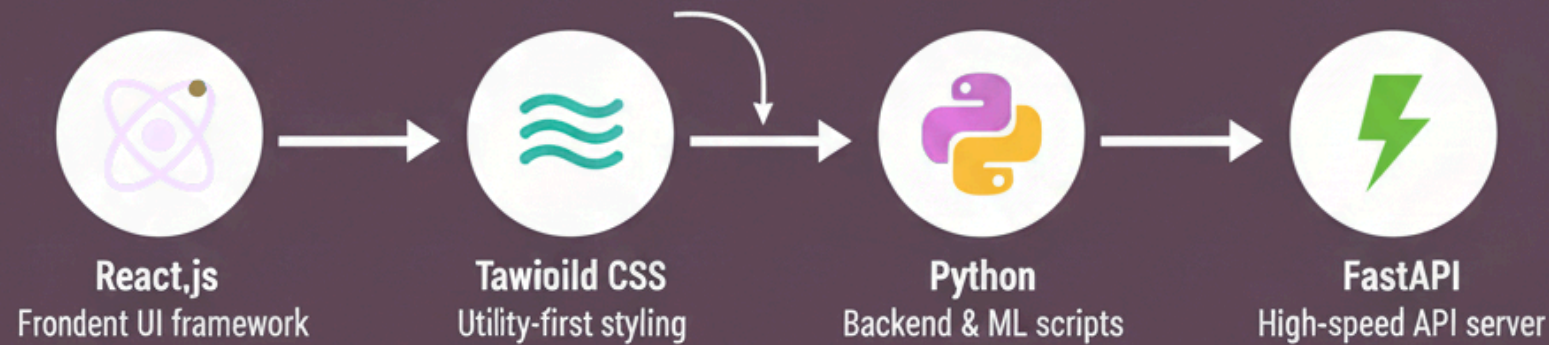 React,js
Frondent UI framework
Tawioild CSS
Utility-first styling
Python
Backend & ML scripts
FastAPI
High-speed API server